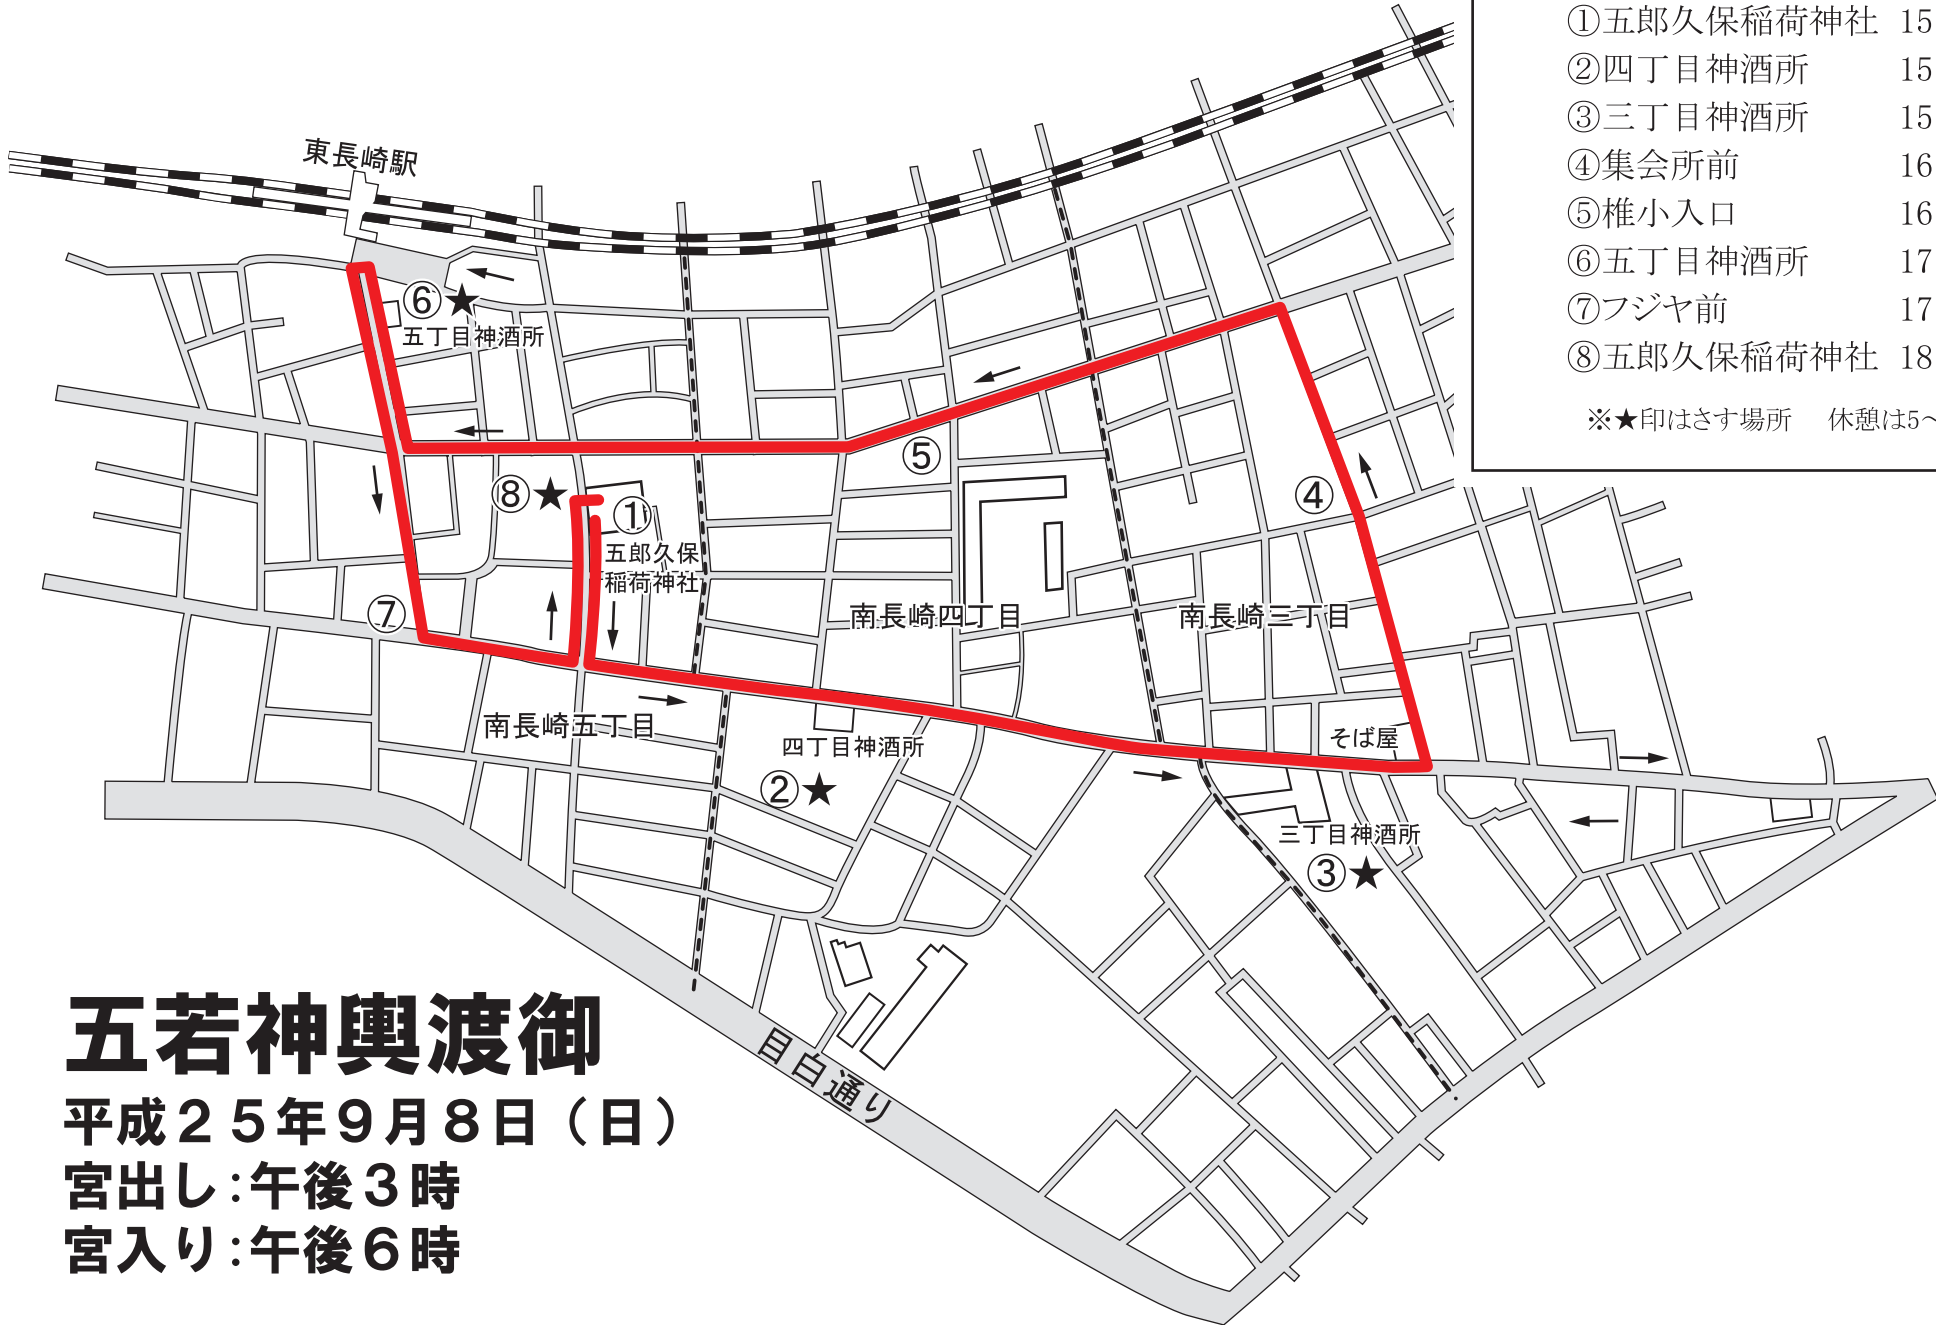 ①五郎久保稲荷神社 15
②四丁目神酒所 15
③三丁目神酒所 15
④集会所前 16
⑤椎小入口 16
⑥五丁目神酒所 17
⑦フジヤ前 17
⑧五郎久保稲荷神社 18
※★印はさす場所 休憩は5～
東長崎駅
⑥★
五丁目神酒所
⑤
⑧★
①
五郎久保
稲荷神社
④
⑦
南長崎四丁目
南長崎三丁目
南長崎五丁目
四丁目神酒所
②★
そば屋
三丁目神酒所
③★
目白通り
五若神輿渡御
平成２５年９月８日（日）
宮出し：午後３時
宮入り：午後６時